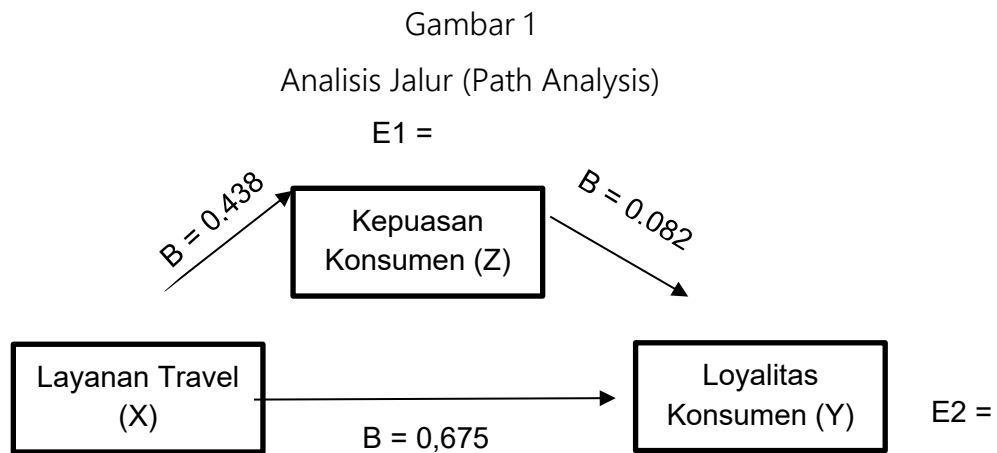 Gambar 1
Analisis Jalur (Path Analysis)
E1 =
B = 0,438
B = 0.082
Kepuasan
Konsumen (Z)
Layanan Travel
(X)
B = 0,675
Loyalitas
Konsumen (Y)
E2 =